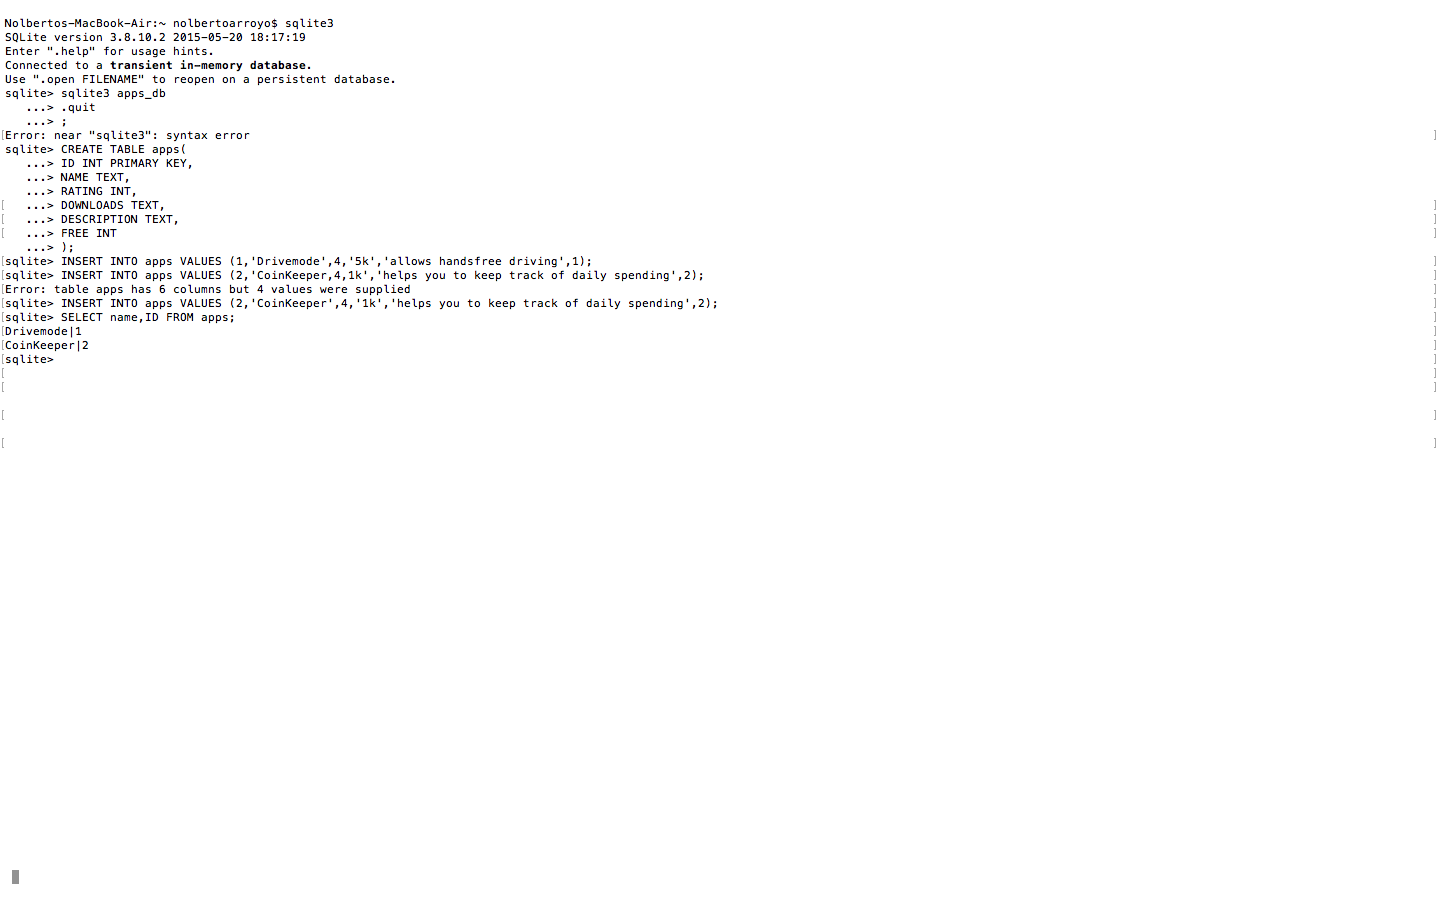 Nolbertos-MacBook-Air:~ nolbertoarroyo$ sqlite3
SQLite version 3.8.10.2 2015-05-20 18:17:19
Enter ".help" for usage hints.
Connected to a transient in-memory database.
Use ".open FILENAME" to reopen on a persistent database.
sqlite> sqlite3 apps_db
   ...> .quit
   ...> ;
[Error: near "sqlite3": syntax error ]
sqlite> CREATE TABLE apps(
   ...> ID INT PRIMARY KEY,
   ...> NAME TEXT,
   ...> RATING INT,
[   ...> DOWNLOADS TEXT, ]
[   ...> DESCRIPTION TEXT, ]
[   ...> FREE INT ]
   ...> );
[sqlite> INSERT INTO apps VALUES (1,'Drivemode',4,'5k','allows handsfree driving',1); ]
[sqlite> INSERT INTO apps VALUES (2,'CoinKeeper,4,1k','helps you to keep track of daily spending',2); ]
[Error: table apps has 6 columns but 4 values were supplied ]
[sqlite> INSERT INTO apps VALUES (2,'CoinKeeper',4,'1k','helps you to keep track of daily spending',2); ]
[sqlite> SELECT name,ID FROM apps; ]
[Drivemode|1 ]
[CoinKeeper|2 ]
[sqlite> ]
[ ]
[ ]
[ ]
[ ]